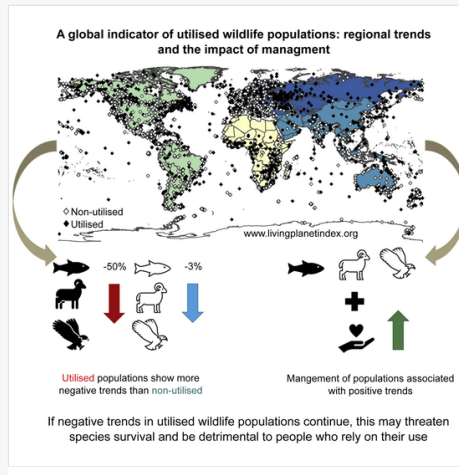 A global indicator of utilised wildlife populations: regional trends
and the impact of managment
◇ Non-utilised
◆ Utilised
www.livingplanetindex.org
-50%
-3%
Utilised populations show more
negative trends than non-utilised
Mangement of populations associated
with positive trends
If negative trends in utilised wildlife populations continue, this may threaten
species survival and be detrimental to people who rely on their use